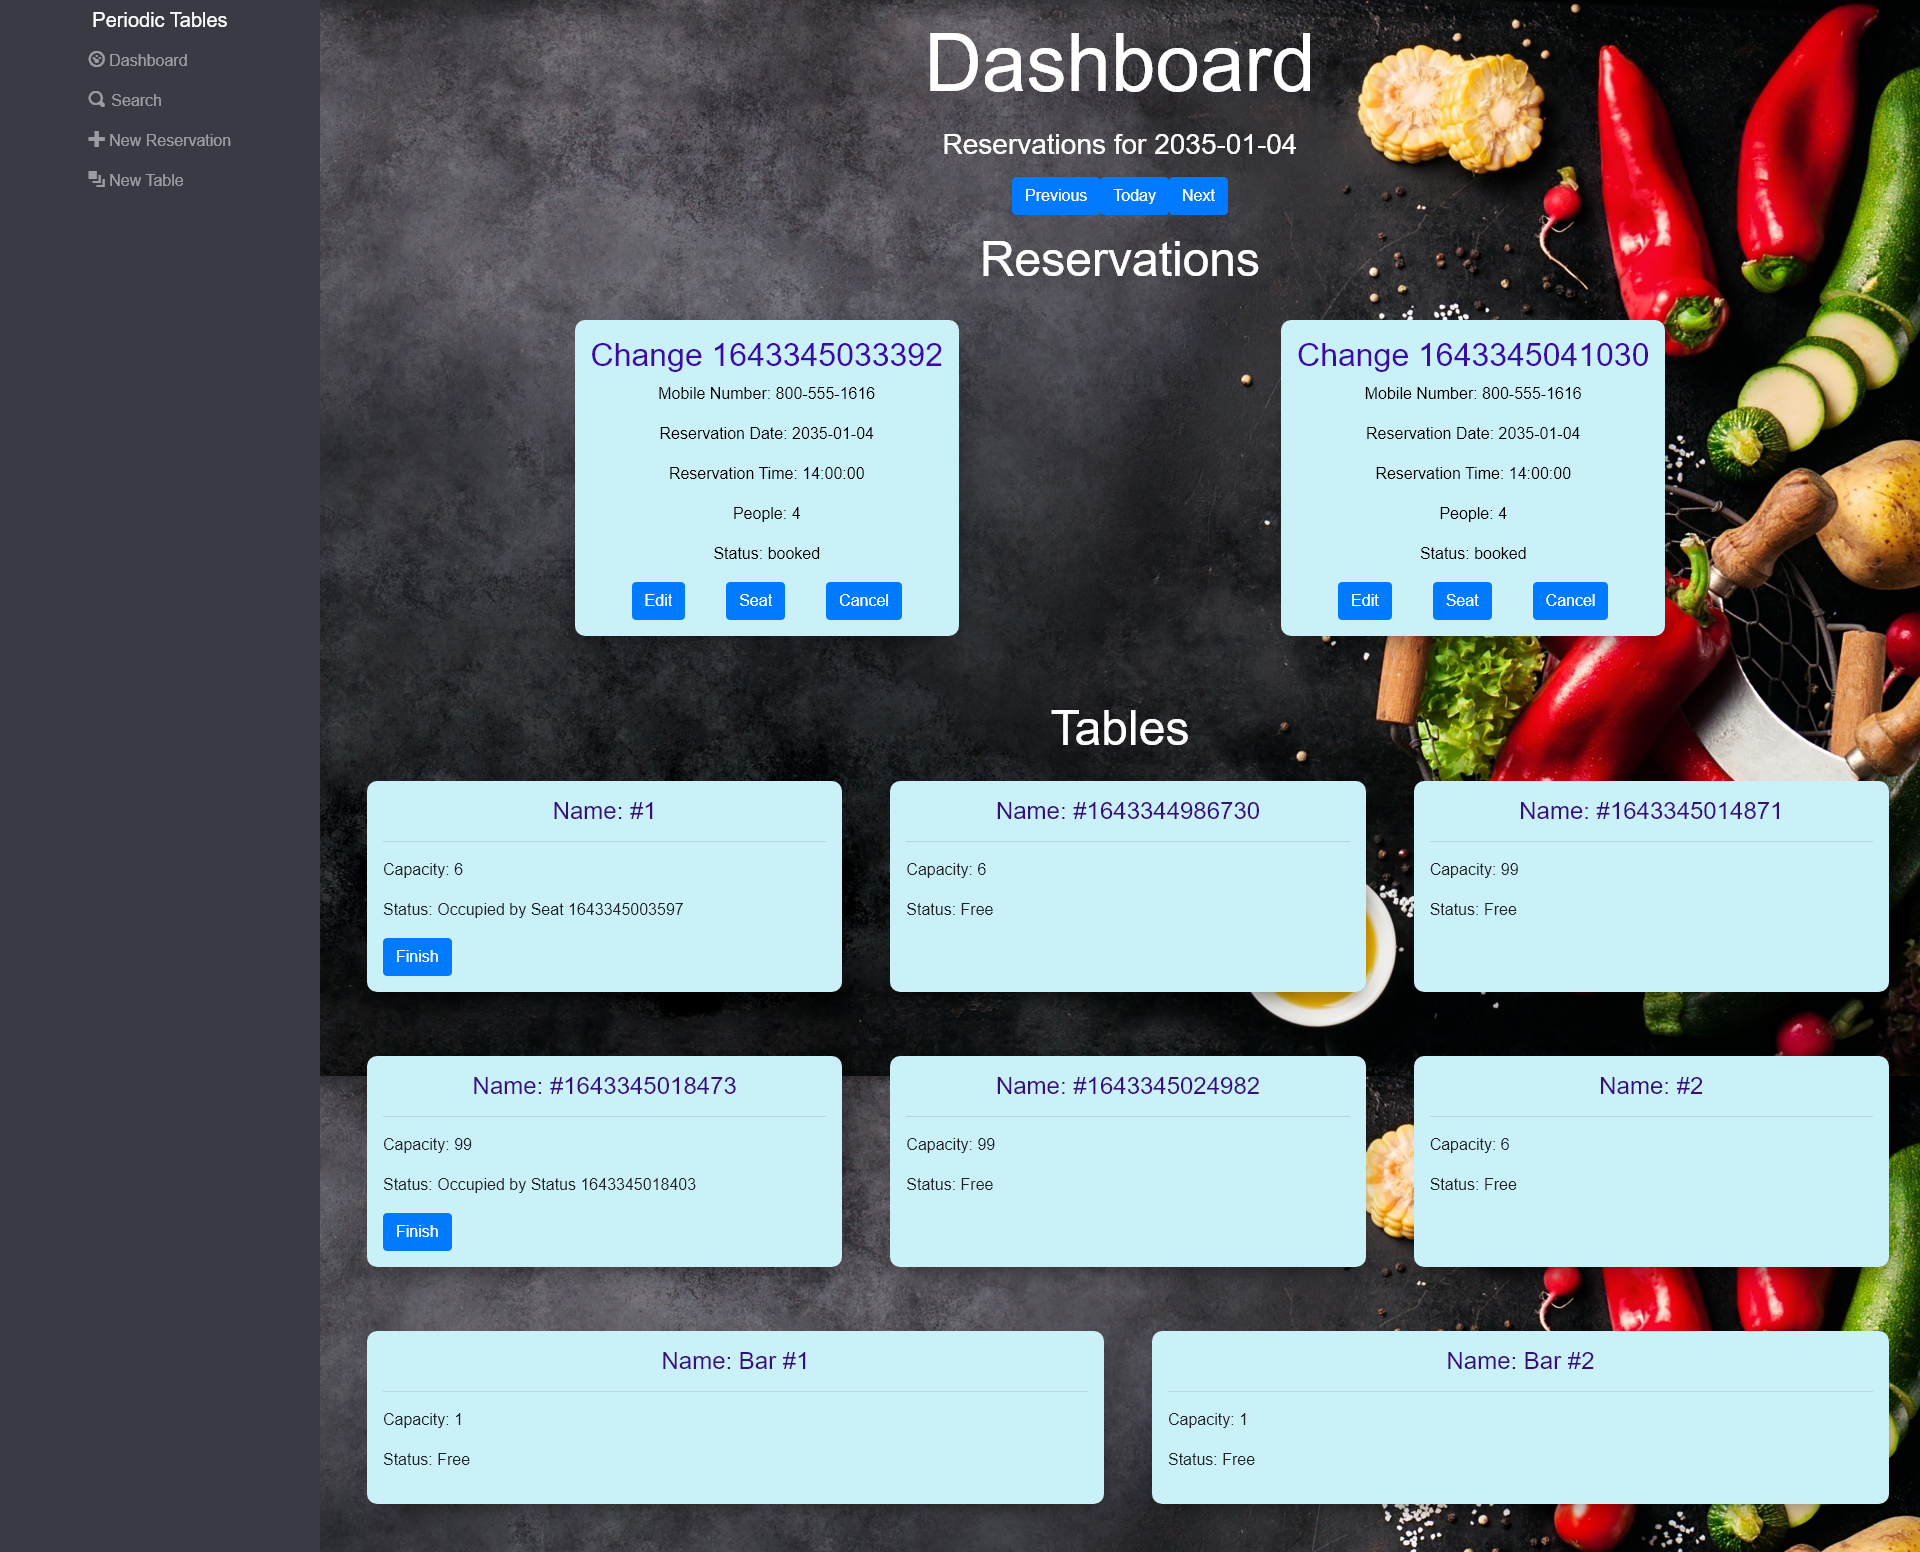 Periodic Tables
Dashboard
Search
New Reservation
New Table
Dashboard
Reservations for 2035-01-04
Previous Today Next
Reservations
Change 1643345033392
Mobile Number: 800-555-1616
Reservation Date: 2035-01-04
Reservation Time: 14:00:00
People: 4
Status: booked
Edit Seat Cancel
Change 1643345041030
Mobile Number: 800-555-1616
Reservation Date: 2035-01-04
Reservation Time: 14:00:00
People: 4
Status: booked
Edit Seat Cancel
Tables
Name: #1
Capacity: 6
Status: Occupied by Seat 1643345003597
Finish
Name: #1643344986730
Capacity: 6
Status: Free
Name: #1643345014871
Capacity: 99
Status: Free
Name: #1643345018473
Capacity: 99
Status: Occupied by Status 1643345018403
Finish
Name: #1643345024982
Capacity: 99
Status: Free
Name: #2
Capacity: 6
Status: Free
Name: Bar #1
Capacity: 1
Status: Free
Name: Bar #2
Capacity: 1
Status: Free